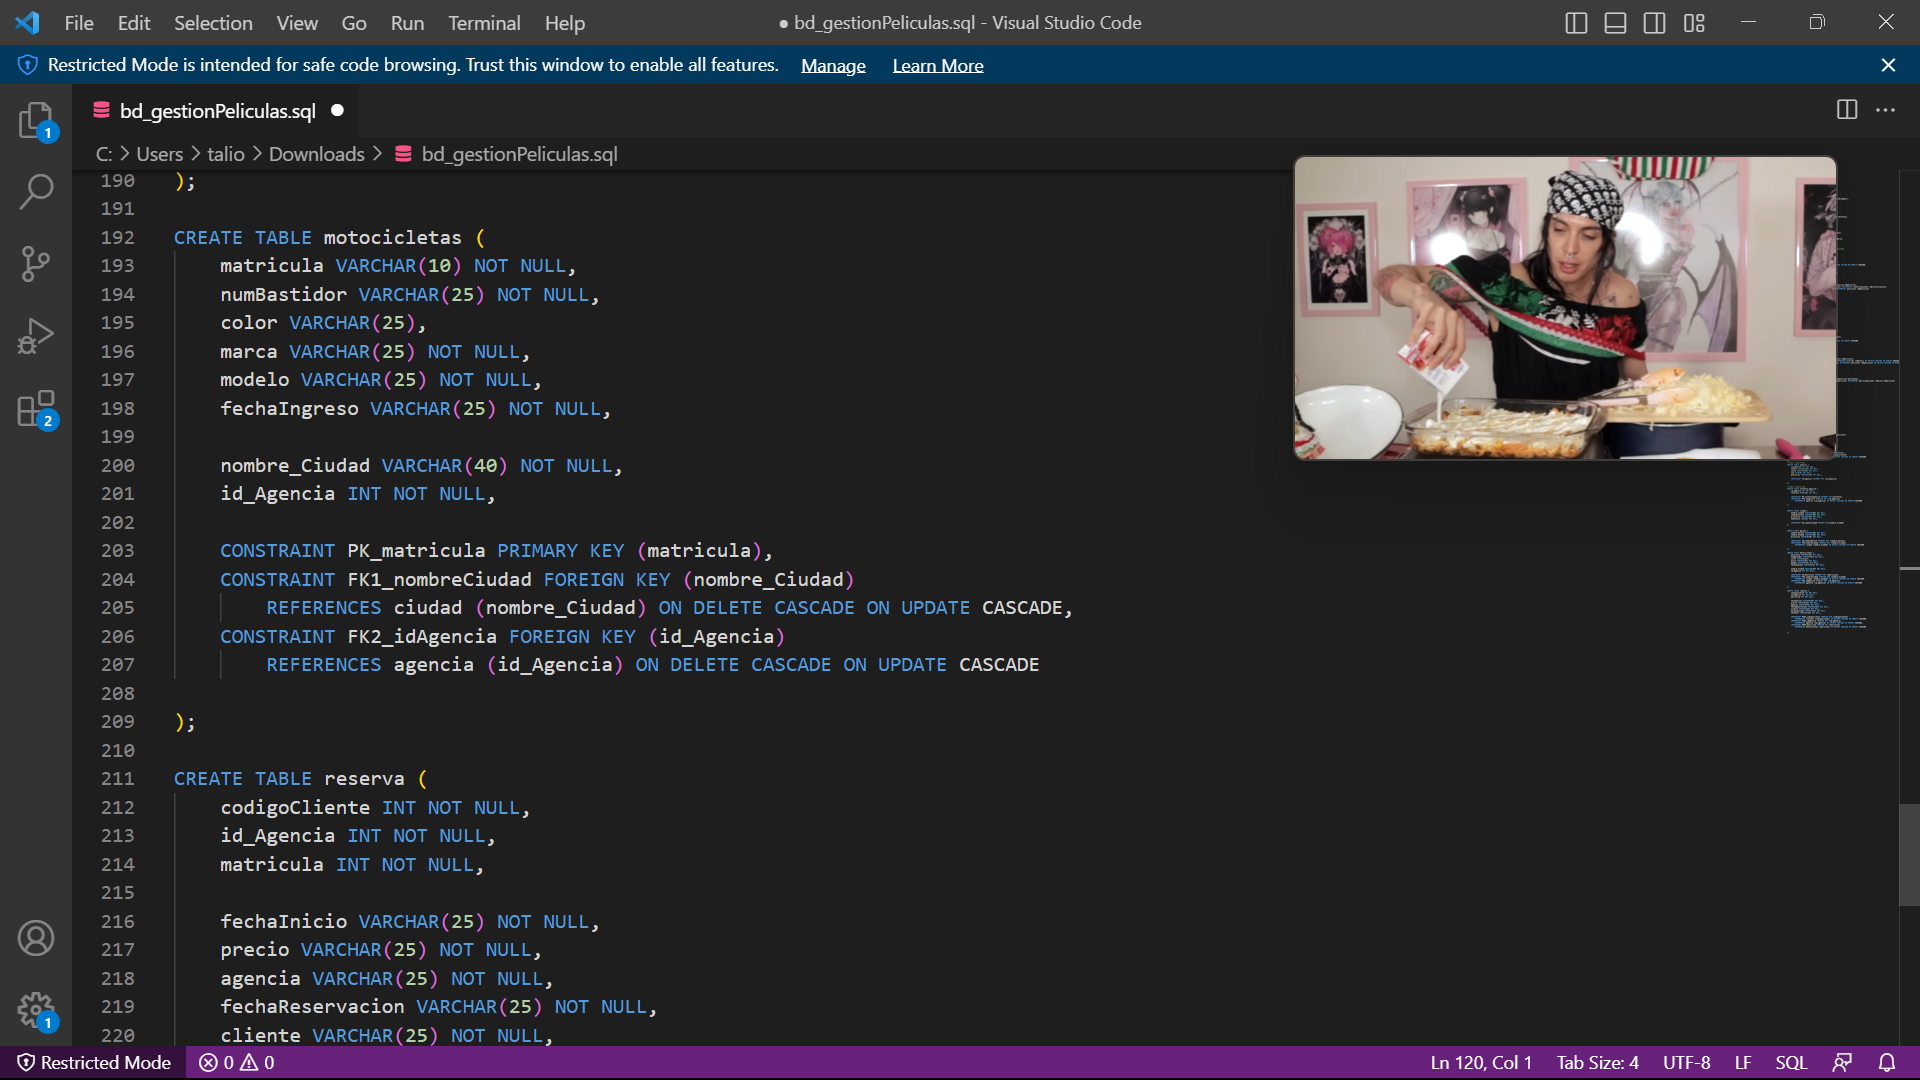 File Edit Selection View Go Run Terminal Help
● bd_gestionPeliculas.sql - Visual Studio Code
Restricted Mode is intended for safe code browsing. Trust this window to enable all features. Manage Learn More
bd_gestionPeliculas.sql ●
C: > Users > talio > Downloads > bd_gestionPeliculas.sql
190 );
191
192 CREATE TABLE motocicletas (
193 matricula VARCHAR(10) NOT NULL,
194 numBastidor VARCHAR(25) NOT NULL,
195 color VARCHAR(25),
196 marca VARCHAR(25) NOT NULL,
197 modelo VARCHAR(25) NOT NULL,
198 fechaIngreso VARCHAR(25) NOT NULL,
199
200 nombre_Ciudad VARCHAR(40) NOT NULL,
201 id_Agencia INT NOT NULL,
202
203 CONSTRAINT PK_matricula PRIMARY KEY (matricula),
204 CONSTRAINT FK1_nombreCiudad FOREIGN KEY (nombre_Ciudad)
205 REFERENCES ciudad (nombre_Ciudad) ON DELETE CASCADE ON UPDATE CASCADE,
206 CONSTRAINT FK2_idAgencia FOREIGN KEY (id_Agencia)
207 REFERENCES agencia (id_Agencia) ON DELETE CASCADE ON UPDATE CASCADE
208
209 );
210
211 CREATE TABLE reserva (
212 codigoCliente INT NOT NULL,
213 id_Agencia INT NOT NULL,
214 matricula INT NOT NULL,
215
216 fechaInicio VARCHAR(25) NOT NULL,
217 precio VARCHAR(25) NOT NULL,
218 agencia VARCHAR(25) NOT NULL,
219 fechaReservacion VARCHAR(25) NOT NULL,
220 cliente VARCHAR(25) NOT NULL,
1
2
1
Restricted Mode 0 0 Ln 120, Col 1 Tab Size: 4 UTF-8 LF SQL